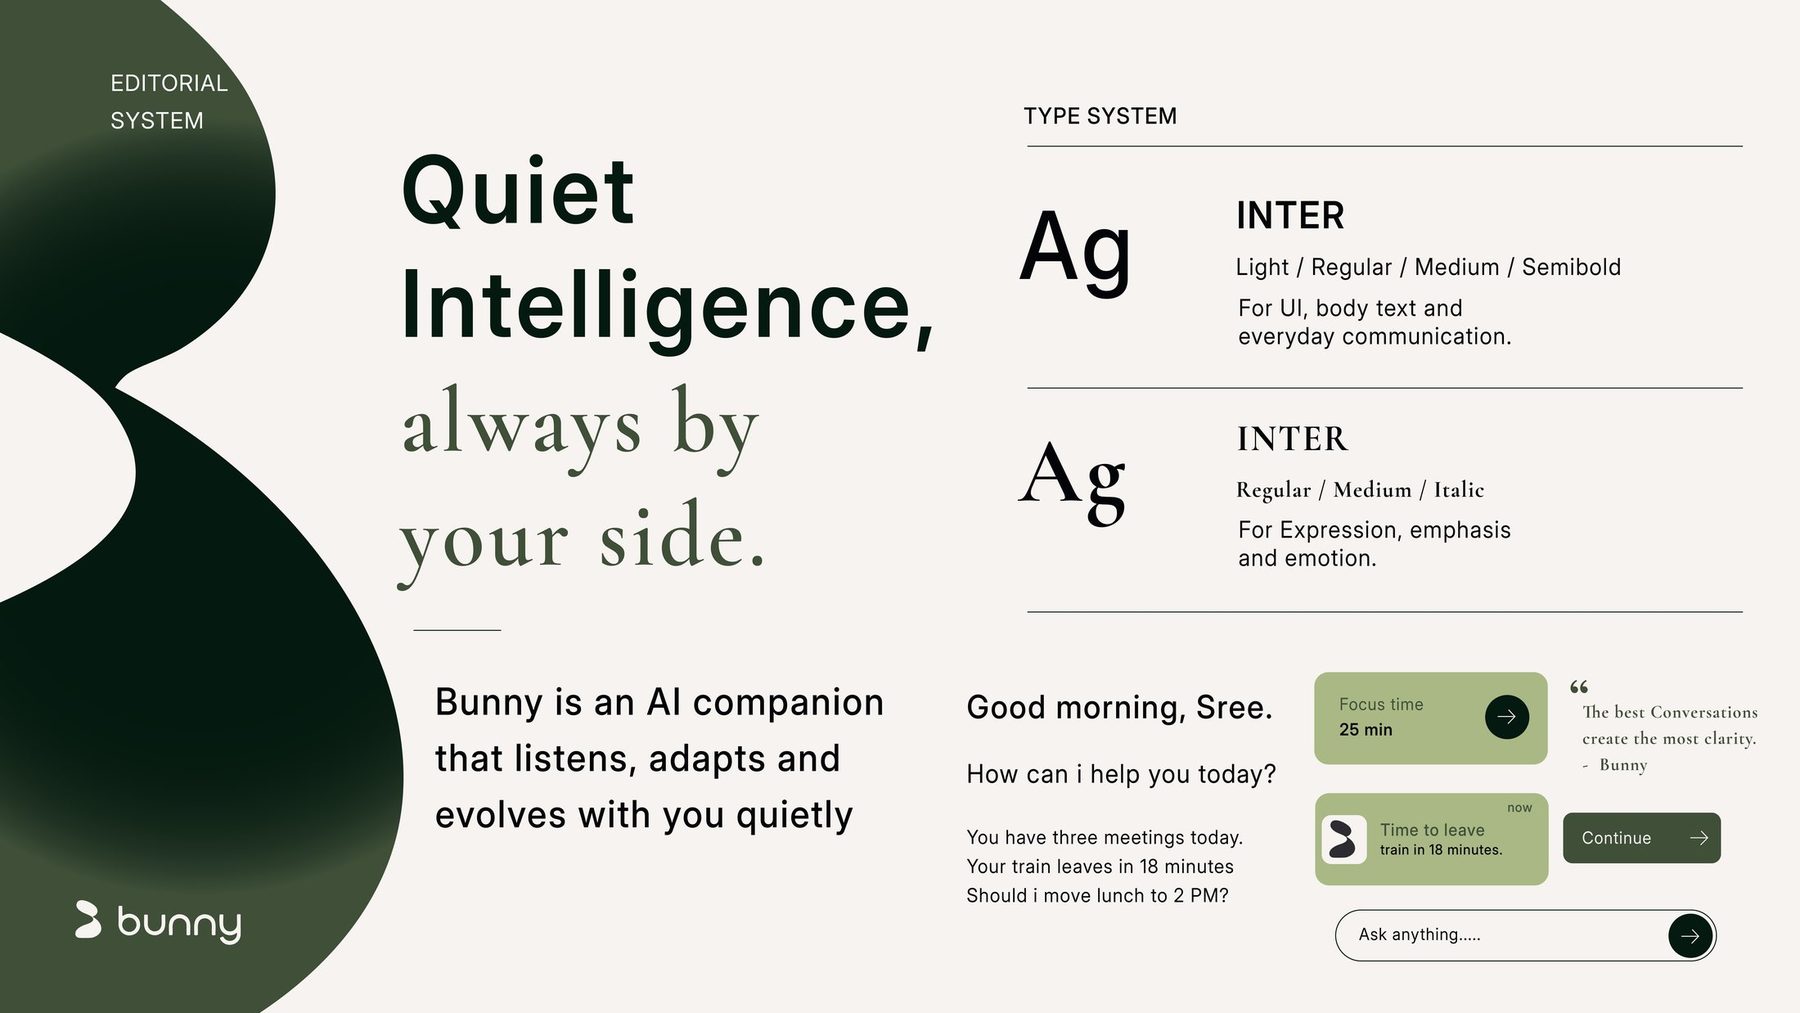 EDITORIAL
SYSTEM
Quiet
Intelligence,
always by
your side.
Bunny is an AI companion
that listens, adapts and
evolves with you quietly
bunny
TYPE SYSTEM
Ag
INTER
Light / Regular / Medium / Semibold
For UI, body text and
everyday communication.
Ag
INTER
Regular / Medium / Italic
For Expression, emphasis
and emotion.
Good morning, Sree.
How can i help you today?
You have three meetings today.
Your train leaves in 18 minutes
Should i move lunch to 2 PM?
Focus time
25 min
now
Time to leave
train in 18 minutes.
“
The best Conversations
create the most clarity.
- Bunny
Continue
Ask anything.....